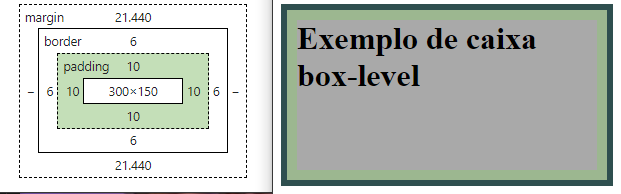 margin 21.440
border 6
padding 10
– 6 10 300×150 10 6 –
10
6
21.440
Exemplo de caixa
box-level